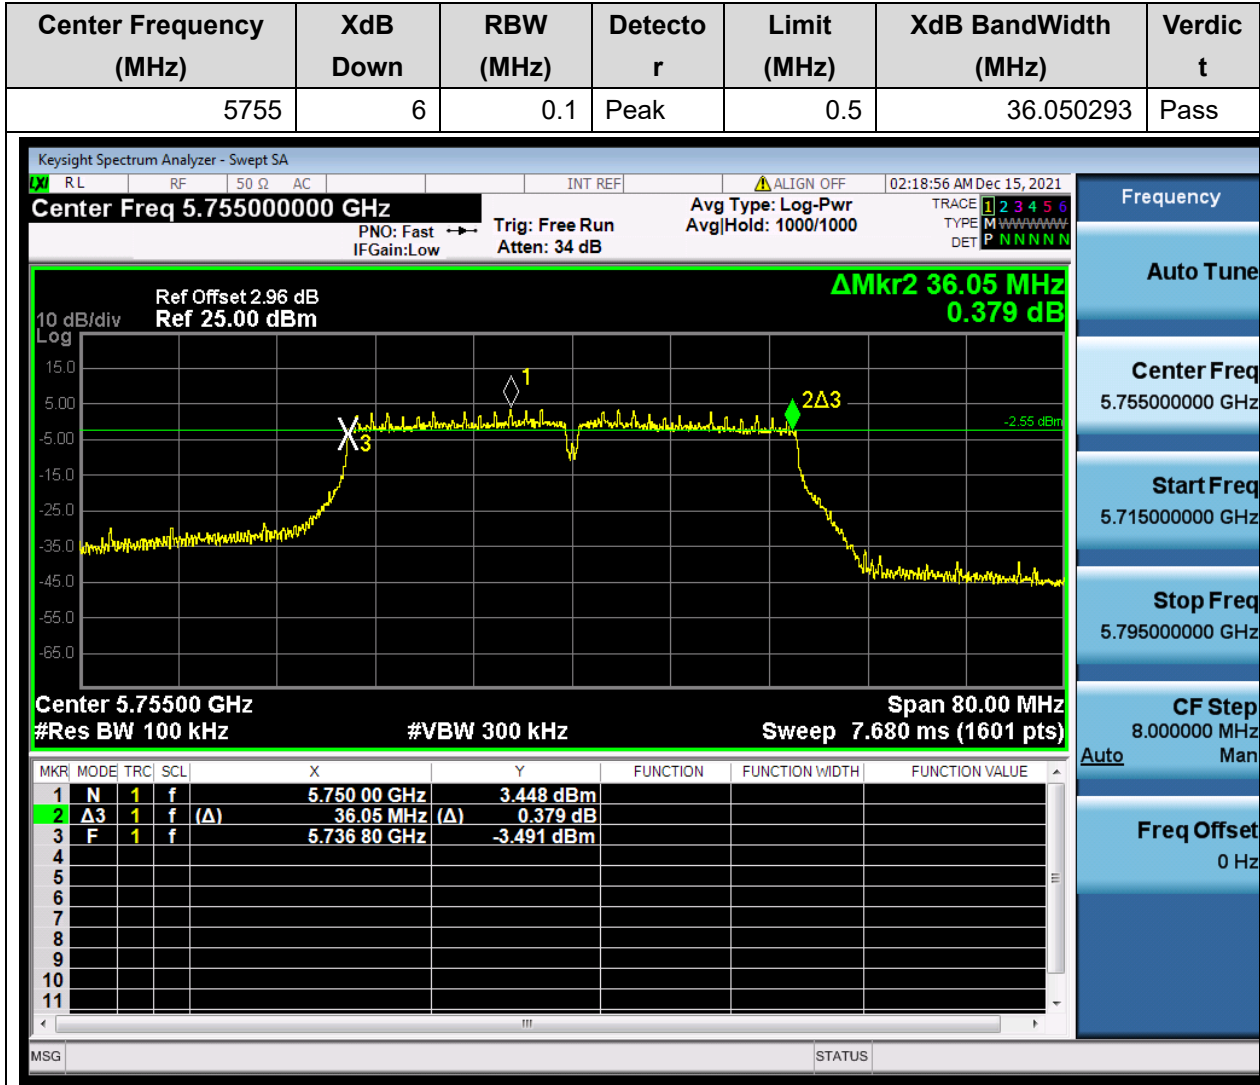 Center Frequency (MHz) XdB Down RBW (MHz) Detecto r Limit (MHz) XdB BandWidth (MHz) Verdic t
5755 6 0.1 Peak 0.5 36.050293 Pass
Keysight Spectrum Analyzer - Swept SA
LXI RL RF 50 Ω AC INT REF ALIGN OFF 02:18:56 AM Dec 15, 2021
Center Freq 5.755000000 GHz
PNO: Fast
IFGain:Low
Trig: Free Run
Atten: 34 dB
Avg Type: Log-Pwr
Avg|Hold: 1000/1000
TRACE 1 2 3 4 5 6
TYPE M W W W W W
DET P N N N N N
ΔMkr2 36.05 MHz
0.379 dB
Ref Offset 2.96 dB
10 dB/div Ref 25.00 dBm
Log
15.0
5.00
-5.00
-15.0
-25.0
-35.0
-45.0
-55.0
-65.0
1
2Δ3
3
-2.55 dBm
Center 5.75500 GHz Span 80.00 MHz
#Res BW 100 kHz #VBW 300 kHz Sweep 7.680 ms (1601 pts)
MKR MODE TRC SCL X Y FUNCTION FUNCTION WIDTH FUNCTION VALUE
1 N 1 f 5.750 00 GHz 3.448 dBm
2 Δ3 1 f (Δ) 36.05 MHz (Δ) 0.379 dB
3 F 1 f 5.736 80 GHz -3.491 dBm
4
5
6
7
8
9
10
11
MSG STATUS
Frequency
Auto Tune
Center Freq
5.755000000 GHz
Start Freq
5.715000000 GHz
Stop Freq
5.795000000 GHz
CF Step
8.000000 MHz
Auto Man
Freq Offset
0 Hz